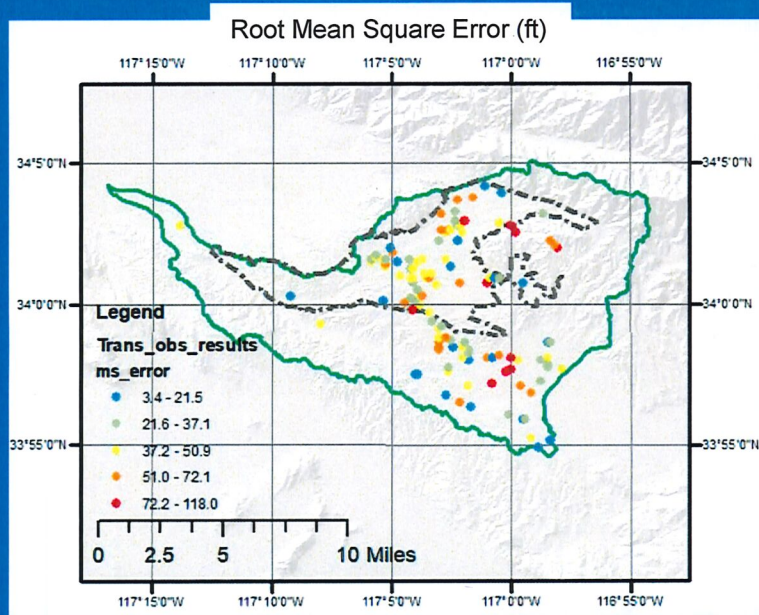 Root Mean Square Error (ft)
117°15'0"W 117°10'0"W 117°5'0"W 117°0'0"W 116°55'0"W
34°5'0"N 34°5'0"N
34°0'0"N 34°0'0"N
Legend
Trans_obs_results
ms_error
3.4 - 21.5
21.6 - 37.1
37.2 - 50.9
51.0 - 72.1
72.2 - 118.0
33°55'0"N 33°55'0"N
0 2.5 5 10 Miles
117°15'0"W 117°10'0"W 117°5'0"W 117°0'0"W 116°55'0"W